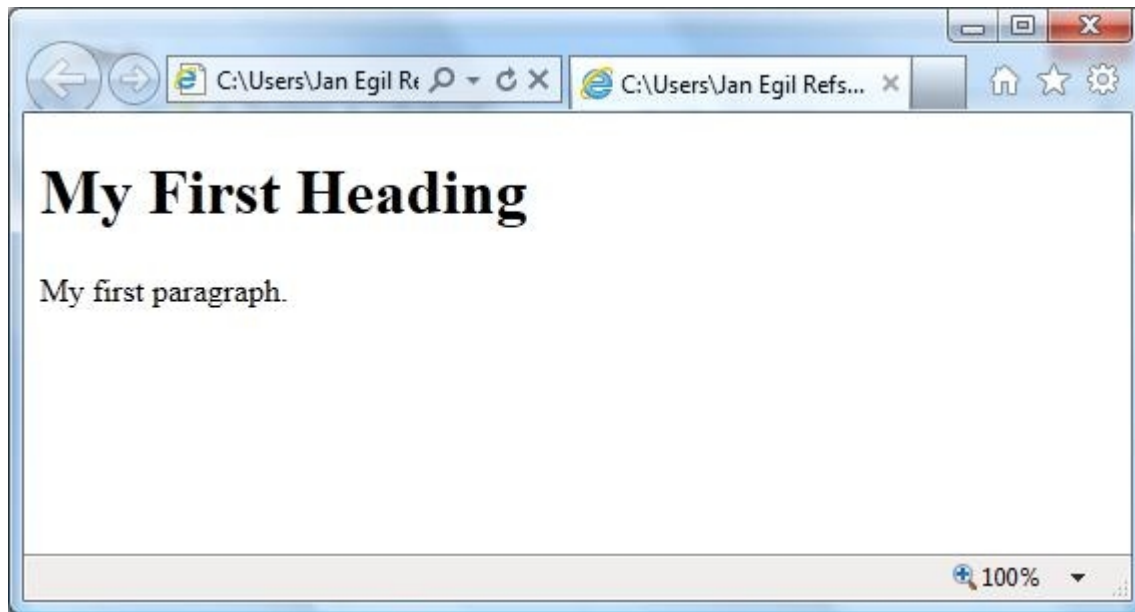 C:\Users\Jan Egil Re
C:\Users\Jan Egil Refs...
My First Heading
My first paragraph.
100%